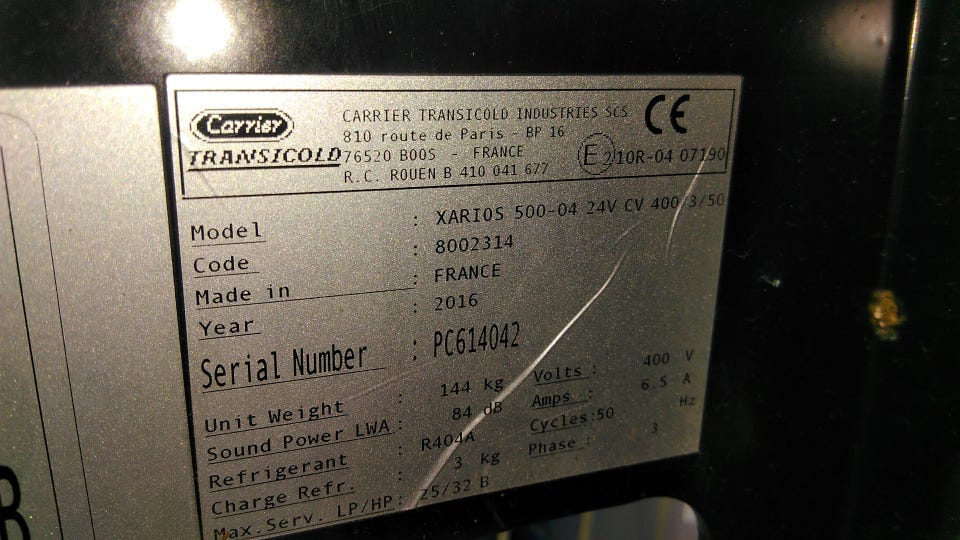 Carrier
TRANSICOLD
CARRIER TRANSICOLD INDUSTRIES SCS
810 route de Paris - BP 16
76520 BOOS - FRANCE
R.C. ROUEN B 410 041 677
CE
E2 10R-04 07190
Model : XARIOS 500-04 24V CV 400/3/50
Code : 8002314
Made in : FRANCE
Year : 2016
Serial Number : PC614042
Unit Weight : 144 kg
Sound Power LWA : 84 dB
Refrigerant : R404A
Charge Refr. : 3 kg
Max.Serv. LP/HP: 25/32 B
Volts : 400 V
Amps : 6.5 A
Cycles:50 Hz
Phase : 3
B